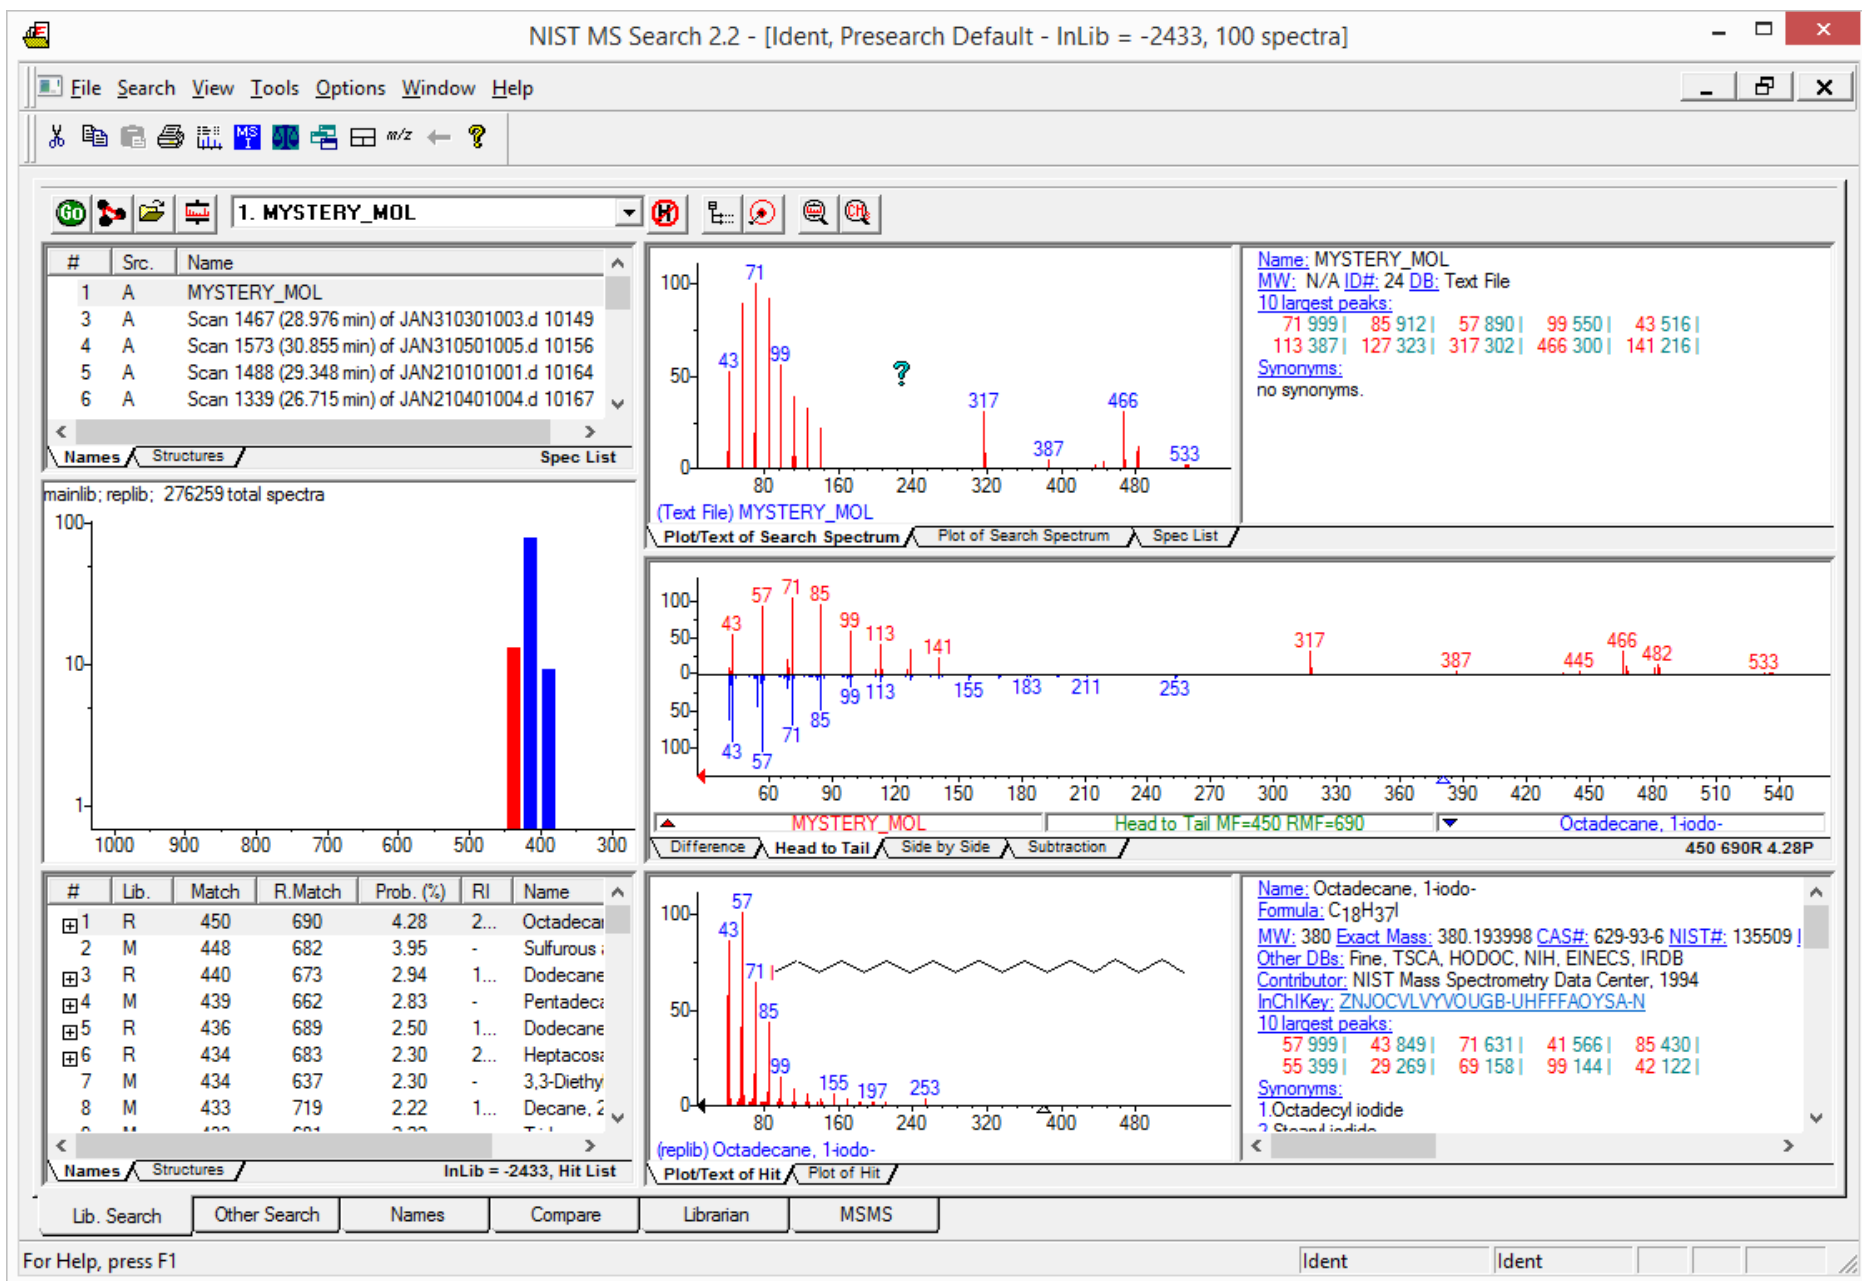 NIST MS Search 2.2 - [Ident, Presearch Default - InLib = -2433, 100 spectra]
File Search View Tools Options Window Help
MS
m/z
GO
1. MYSTERY_MOL
# Src. Name
1 A MYSTERY_MOL
3 A Scan 1467 (28.976 min) of JAN310301003.d 10149
4 A Scan 1573 (30.855 min) of JAN310501005.d 10156
5 A Scan 1488 (29.348 min) of JAN210101001.d 10164
6 A Scan 1339 (26.715 min) of JAN210401004.d 10167
Names Structures Spec List
100
50
0
71
43
99
317
466
387
533
80 160 240 320 400 480
(Text File) MYSTERY_MOL
Plot/Text of Search Spectrum Plot of Search Spectrum Spec List
Name: MYSTERY_MOL
MW: N/A ID#: 24 DB: Text File
10 largest peaks:
71 999 | 85 912 | 57 890 | 99 550 | 43 516 |
113 387 | 127 323 | 317 302 | 466 300 | 141 216 |
Synonyms:
no synonyms.
mainlib; replib; 276259 total spectra
100
10
1
1000 900 800 700 600 500 400 300
100
50
0
50
100
43 57 71 85 99 113 141 317 387 445 466 482 533
43 57 71 85 99 113 155 183 211 253
60 90 120 150 180 210 240 270 300 330 360 390 420 450 480 510 540
MYSTERY_MOL Head to Tail MF=450 RMF=690 Octadecane, 1-iodo-
Difference Head to Tail Side by Side Subtraction 450 690R 4.28P
# Lib. Match R.Match Prob. (%) RI Name
1 R 450 690 4.28 2... Octadecan
2 M 448 682 3.95 - Sulfurous
3 R 440 673 2.94 1... Dodecane
4 M 439 662 2.83 - Pentadeca
5 R 436 689 2.50 1... Dodecane
6 R 434 683 2.30 2... Heptacosa
7 M 434 637 2.30 - 3,3-Diethyl
8 M 433 719 2.22 1... Decane, 2
Names Structures InLib = -2433, Hit List
100
50
0
57
43
71
85
99
155 197 253
80 160 240 320 400 480
(replib) Octadecane, 1-iodo-
Plot/Text of Hit Plot of Hit
Name: Octadecane, 1-iodo-
Formula: C18H37I
MW: 380 Exact Mass: 380.193998 CAS#: 629-93-6 NIST#: 135509
Other DBs: Fine, TSCA, HODOC, NIH, EINECS, IRDB
Contributor: NIST Mass Spectrometry Data Center, 1994
InChIKey: ZNJOCVLVYVOUGB-UHFFFAOYSA-N
10 largest peaks:
57 999 | 43 849 | 71 631 | 41 566 | 85 430 |
55 399 | 29 269 | 69 158 | 99 144 | 42 122 |
Synonyms:
1.Octadecyl iodide
Lib. Search Other Search Names Compare Librarian MSMS
For Help, press F1
Ident Ident